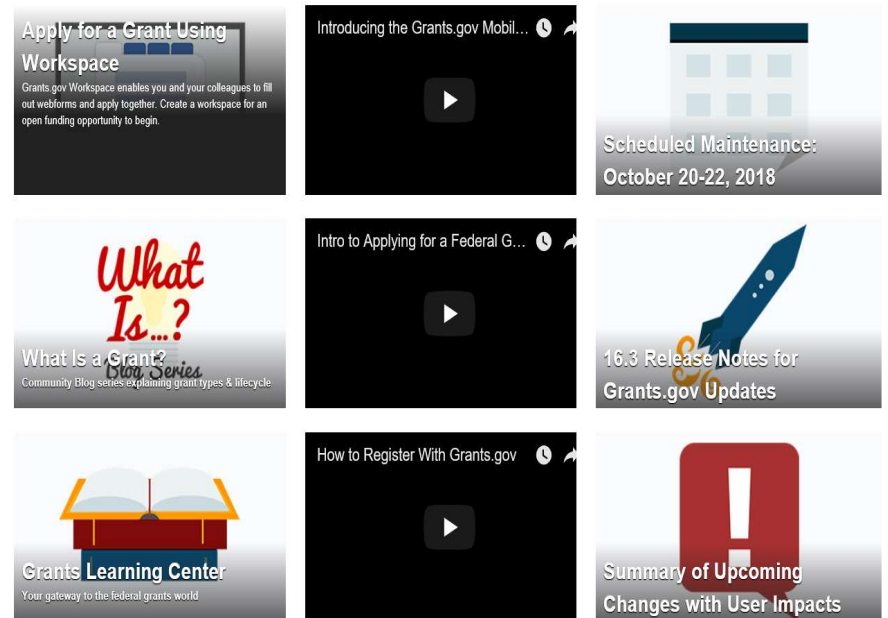 Apply for a Grant Using
Workspace
Grants.gov Workspace enables you and your colleagues to fill
out webforms and apply together. Create a workspace for an
open funding opportunity to begin.
Introducing the Grants.gov Mobil...
Scheduled Maintenance:
October 20-22, 2018
What
Is...?
Blog Series
What Is a Grant?
Community Blog series explaining grant types & lifecycle
Intro to Applying for a Federal G...
16.3 Release Notes for
Grants.gov Updates
Grants Learning Center
Your gateway to the federal grants world
How to Register With Grants.gov
!
Summary of Upcoming
Changes with User Impacts